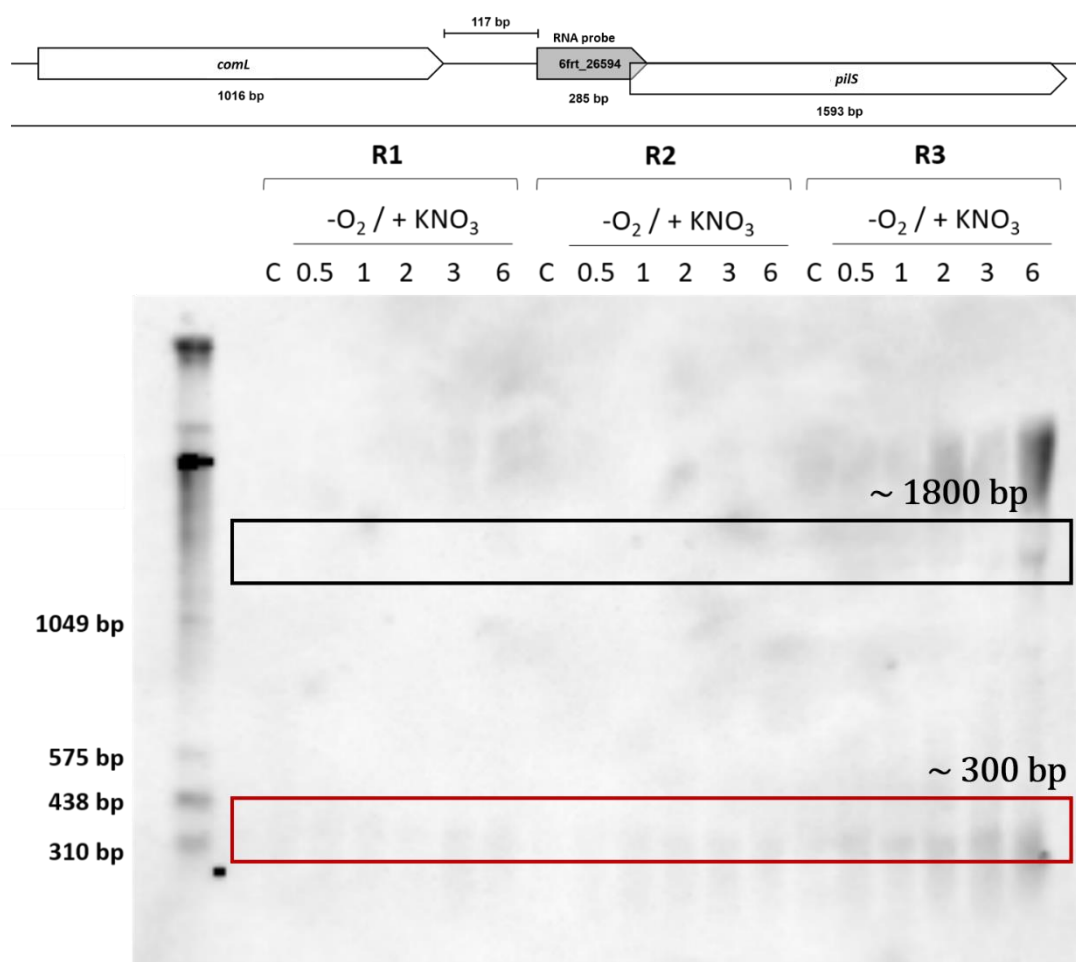 117 bp
RNA probe
comL
6frt_26594
pilS
1016 bp
285 bp
1593 bp
R1 R2 R3
-O₂ / + KNO₃ -O₂ / + KNO₃ -O₂ / + KNO₃
C 0.5 1 2 3 6 C 0.5 1 2 3 6 C 0.5 1 2 3 6
~ 1800 bp
1049 bp
575 bp
~ 300 bp
438 bp
310 bp